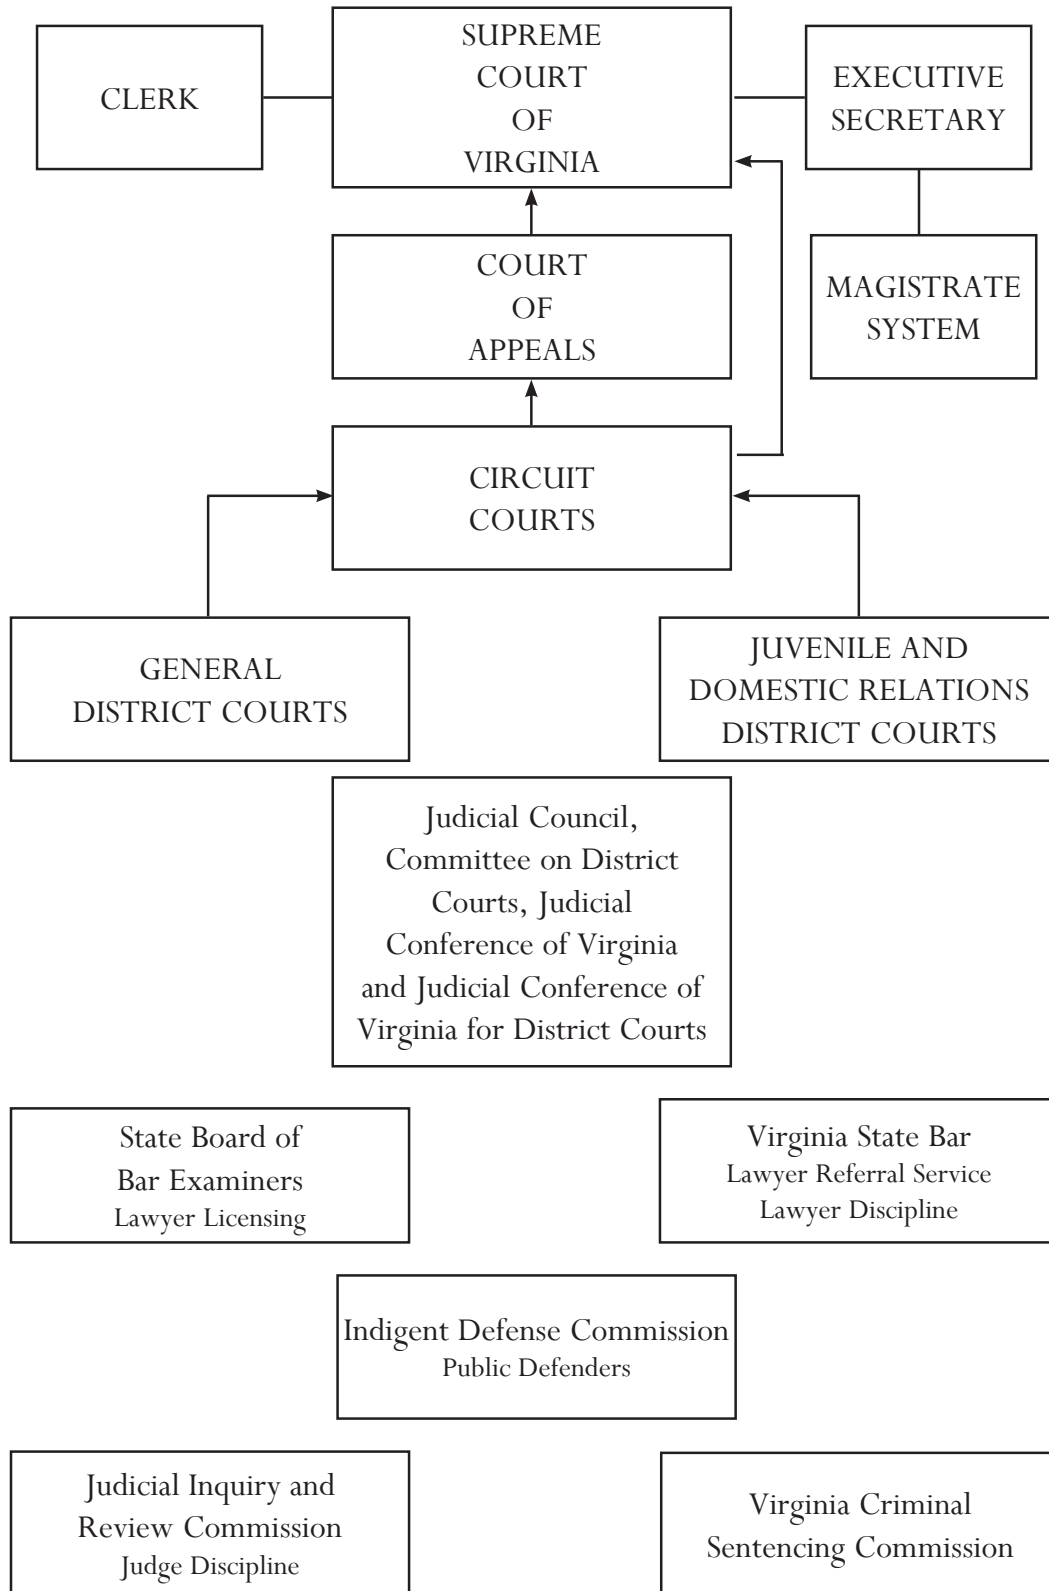 CLERK
SUPREME
COURT
OF
VIRGINIA
EXECUTIVE
SECRETARY
COURT
OF
APPEALS
MAGISTRATE
SYSTEM
CIRCUIT
COURTS
GENERAL
DISTRICT COURTS
JUVENILE AND
DOMESTIC RELATIONS
DISTRICT COURTS
Judicial Council,
Committee on District
Courts, Judicial
Conference of Virginia
and Judicial Conference of
Virginia for District Courts
State Board of
Bar Examiners
Lawyer Licensing
Virginia State Bar
Lawyer Referral Service
Lawyer Discipline
Indigent Defense Commission
Public Defenders
Judicial Inquiry and
Review Commission
Judge Discipline
Virginia Criminal
Sentencing Commission